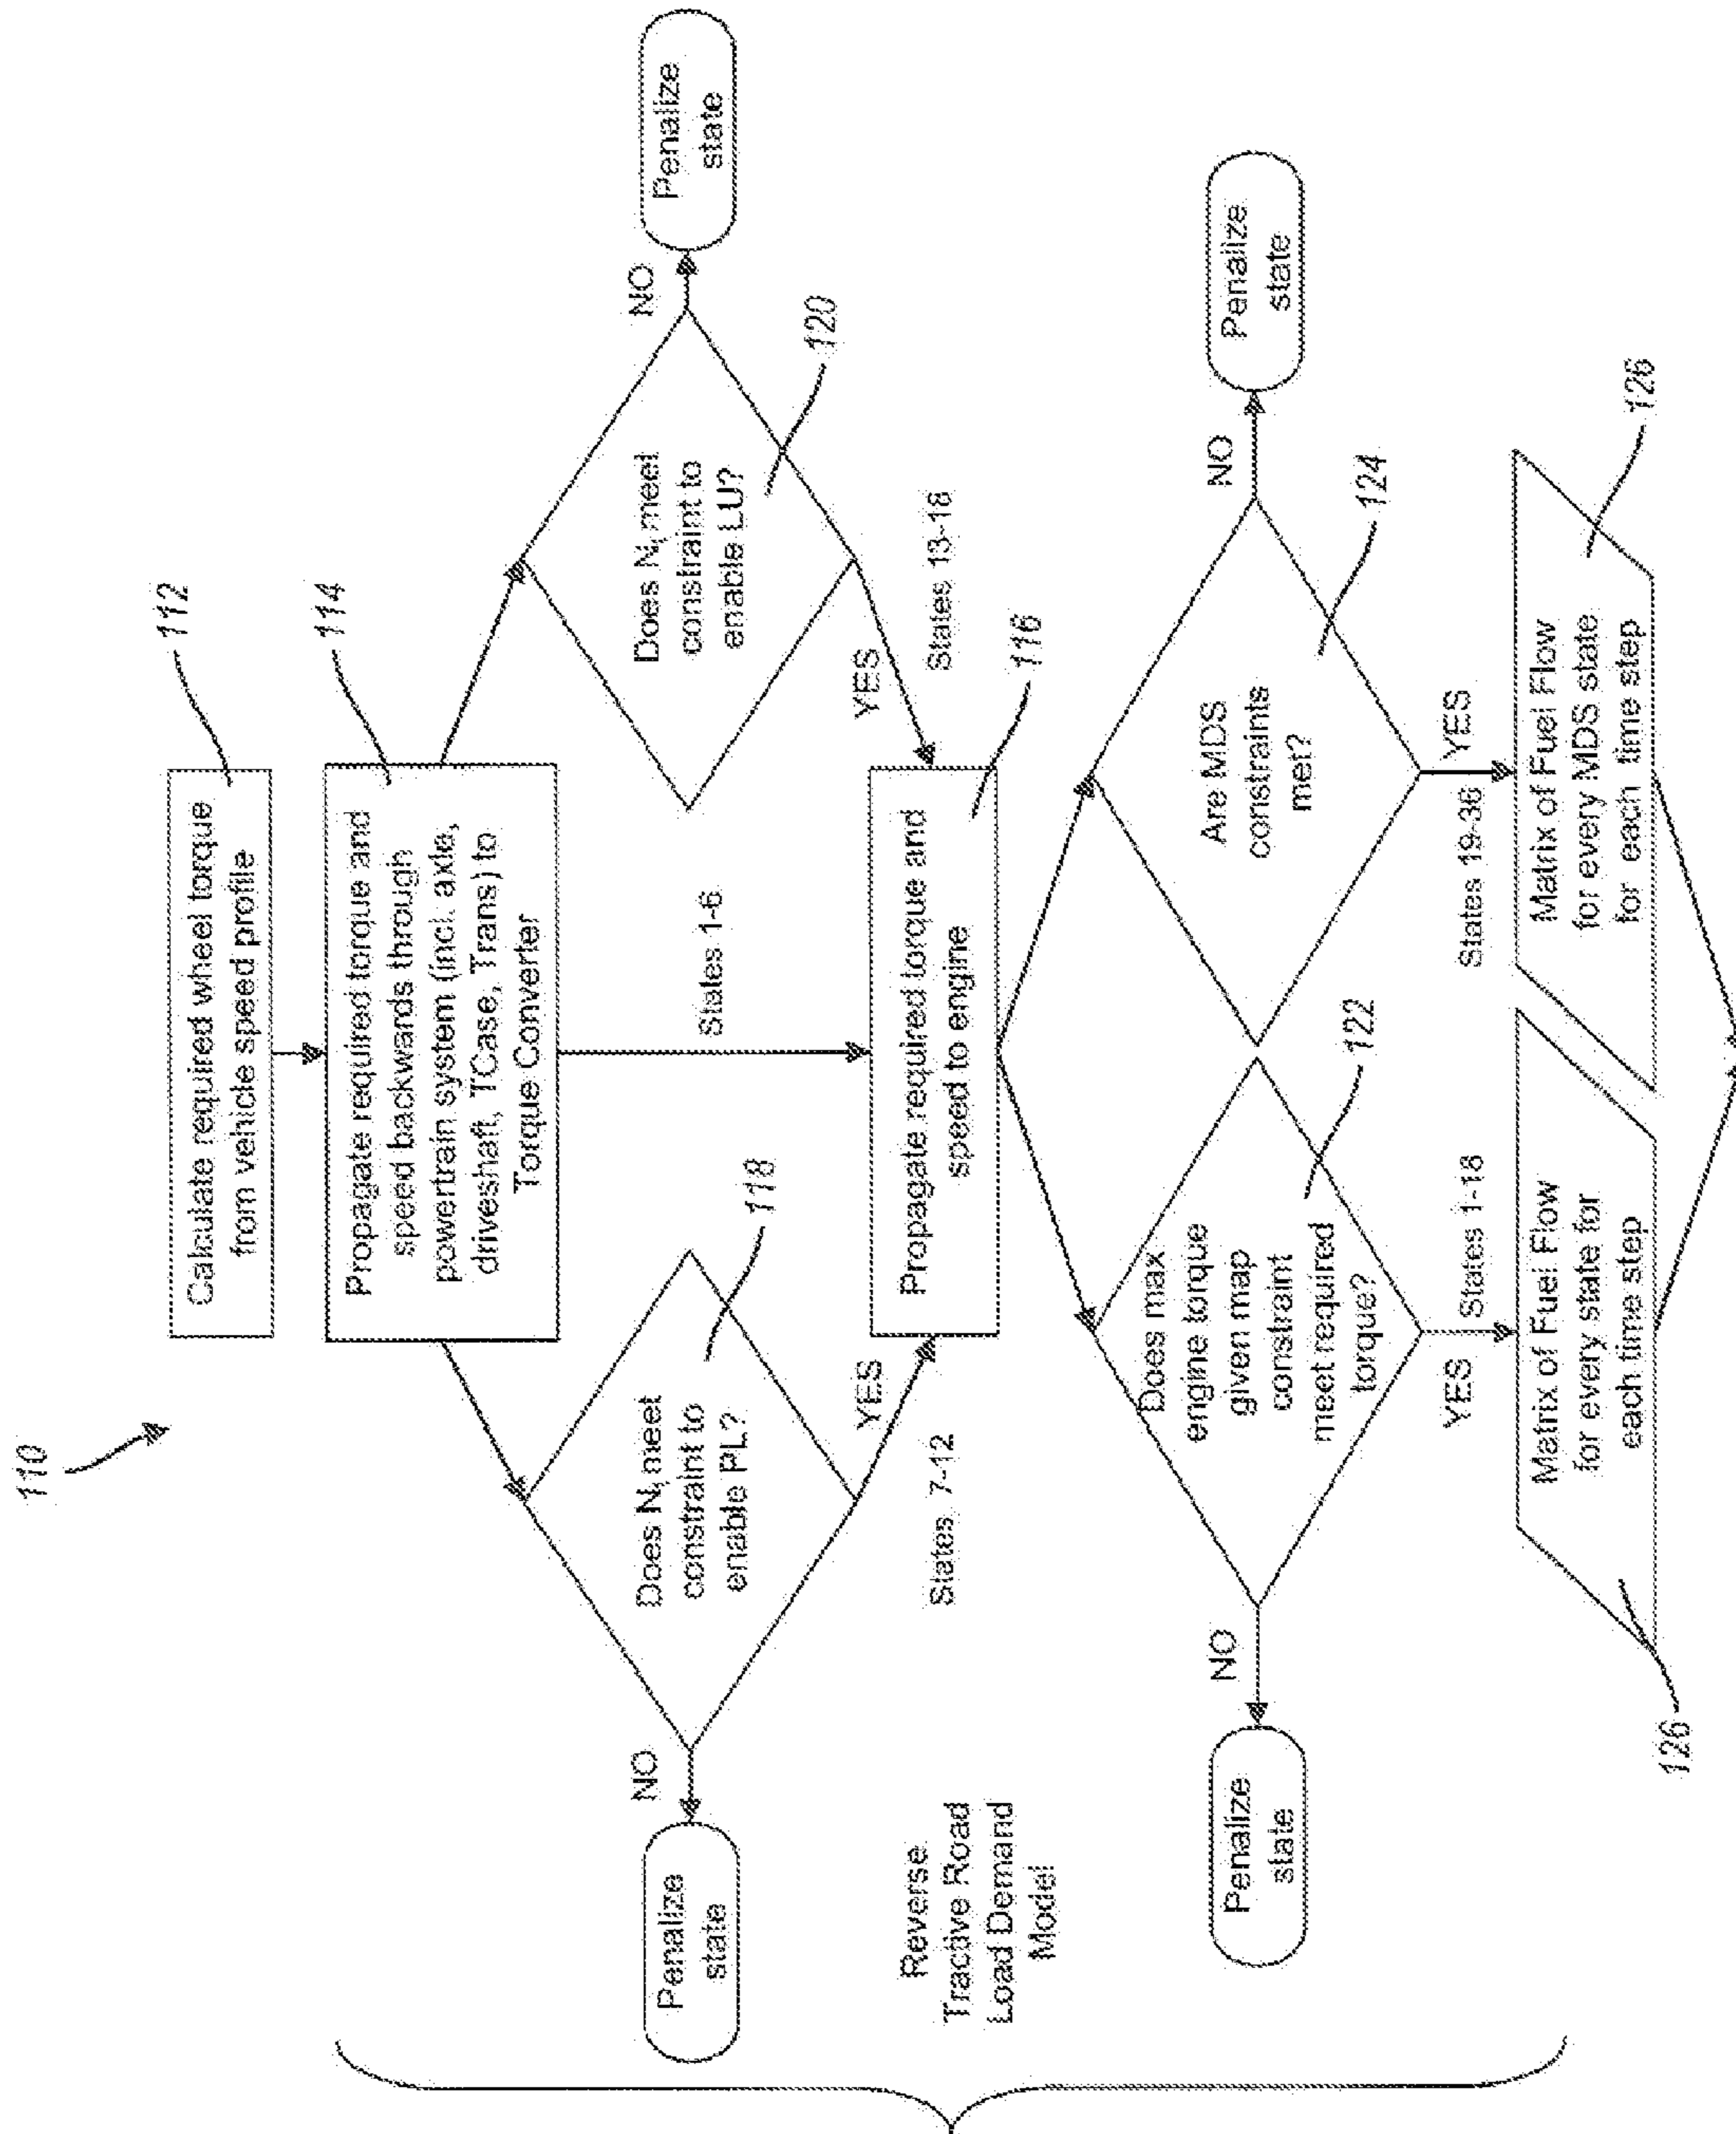 110
Calculate required wheel torque
from vehicle speed profile
112
Propagate required torque and
speed backwards through
powertrain system (incl. axle,
driveshaft, TCase, Trans) to
Torque Converter
114
Penalize
state
NO
Does Nt meet
constraint to
enable PL?
118
YES
States 7-12
States 1-6
Does Nt meet
constraint to
enable LU?
120
NO
Penalize
state
YES
States 13-18
Propagate required torque and
speed to engine
116
Reverse
Tractive Road
Load Demand
Model
Penalize
state
NO
Does max
engine torque
given map
constraint
meet required
torque?
122
YES
States 1-18
Are MDS
constraints
met?
124
NO
Penalize
state
States 19-36
YES
Matrix of Fuel Flow
for every state for
each time step
126
Matrix of Fuel Flow
for every MDS state
for each time step
126